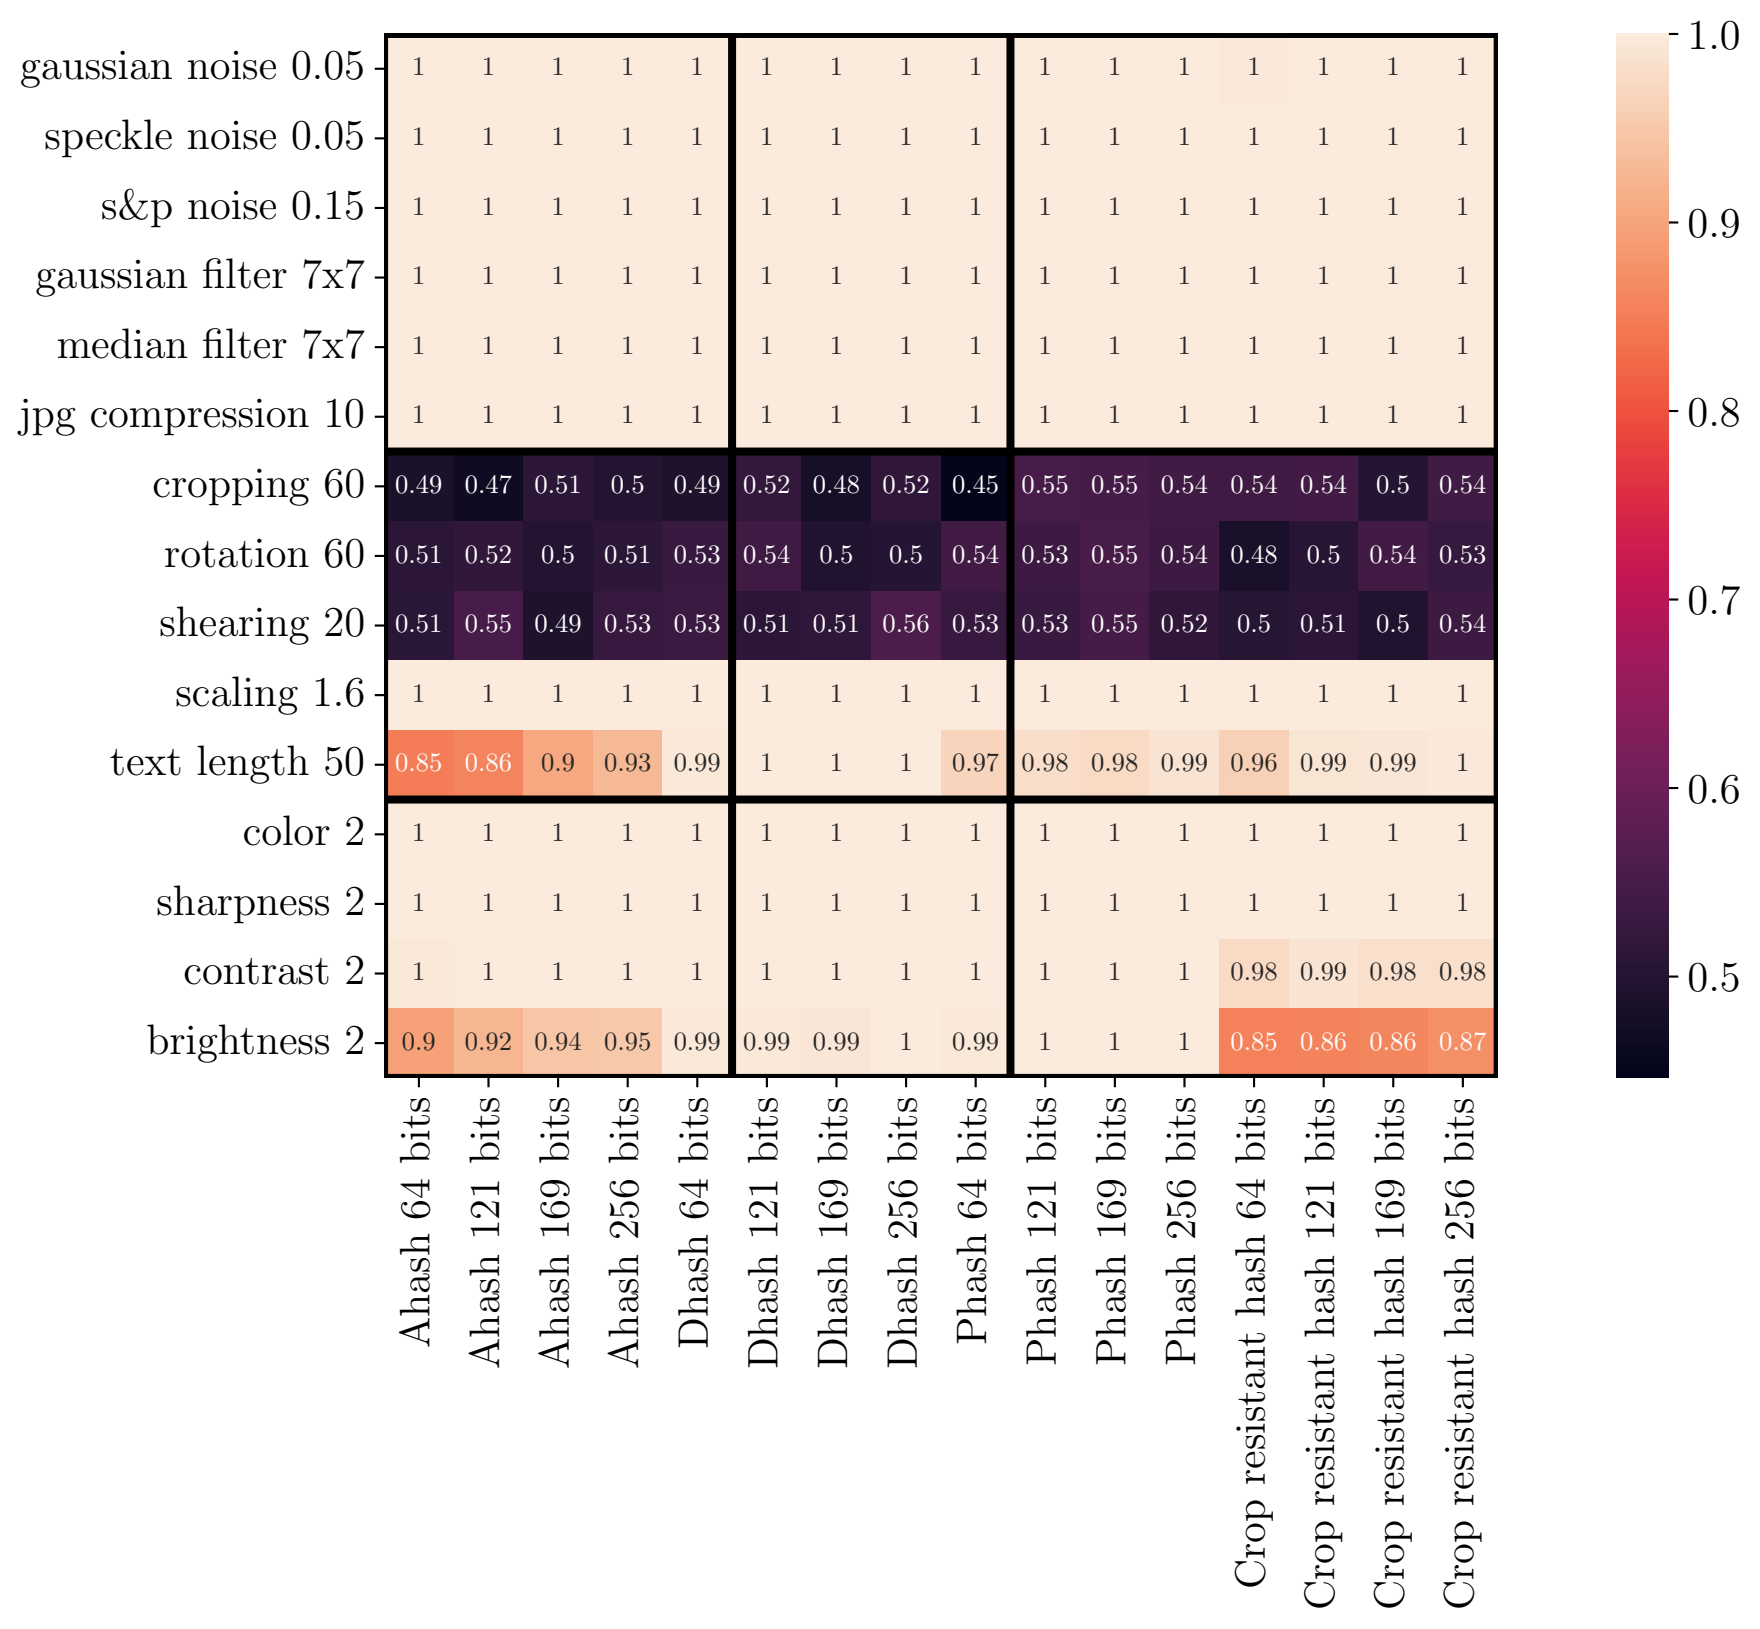 gaussian noise 0.05 1 1 1 1 1 1 1 1 1 1 1 1 1 1 1 1
speckle noise 0.05 1 1 1 1 1 1 1 1 1 1 1 1 1 1 1 1
s&p noise 0.15 1 1 1 1 1 1 1 1 1 1 1 1 1 1 1 1
gaussian filter 7x7 1 1 1 1 1 1 1 1 1 1 1 1 1 1 1 1
median filter 7x7 1 1 1 1 1 1 1 1 1 1 1 1 1 1 1 1
jpg compression 10 1 1 1 1 1 1 1 1 1 1 1 1 1 1 1 1
cropping 60 0.49 0.47 0.51 0.5 0.49 0.52 0.48 0.52 0.45 0.55 0.55 0.54 0.54 0.54 0.5 0.54
rotation 60 0.51 0.52 0.5 0.51 0.53 0.54 0.5 0.5 0.54 0.53 0.55 0.54 0.48 0.5 0.54 0.53
shearing 20 0.51 0.55 0.49 0.53 0.53 0.51 0.51 0.56 0.53 0.53 0.55 0.52 0.5 0.51 0.5 0.54
scaling 1.6 1 1 1 1 1 1 1 1 1 1 1 1 1 1 1 1
text length 50 0.85 0.86 0.9 0.93 0.99 1 1 1 0.97 0.98 0.98 0.99 0.96 0.99 0.99 1
color 2 1 1 1 1 1 1 1 1 1 1 1 1 1 1 1 1
sharpness 2 1 1 1 1 1 1 1 1 1 1 1 1 1 1 1 1
contrast 2 1 1 1 1 1 1 1 1 1 1 1 1 0.98 0.99 0.98 0.98
brightness 2 0.9 0.92 0.94 0.95 0.99 0.99 0.99 1 0.99 1 1 1 0.85 0.86 0.86 0.87
Ahash 64 bits
Ahash 121 bits
Ahash 169 bits
Ahash 256 bits
Dhash 64 bits
Dhash 121 bits
Dhash 169 bits
Dhash 256 bits
Phash 64 bits
Phash 121 bits
Phash 169 bits
Phash 256 bits
Crop resistant hash 64 bits
Crop resistant hash 121 bits
Crop resistant hash 169 bits
Crop resistant hash 256 bits
1.0
0.9
0.8
0.7
0.6
0.5